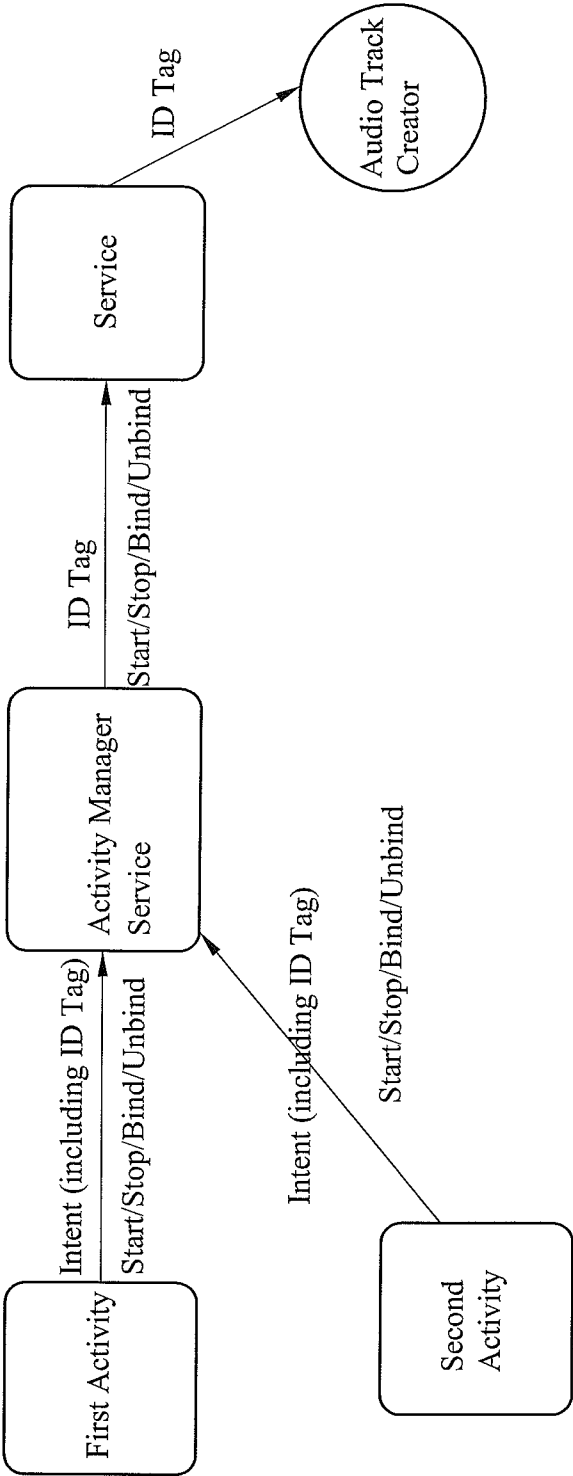 First Activity
Intent (including ID Tag)
Start/Stop/Bind/Unbind
Activity Manager
Service
ID Tag
Start/Stop/Bind/Unbind
Service
ID Tag
Audio Track
Creator
Second
Activity
Intent (including ID Tag)
Start/Stop/Bind/Unbind